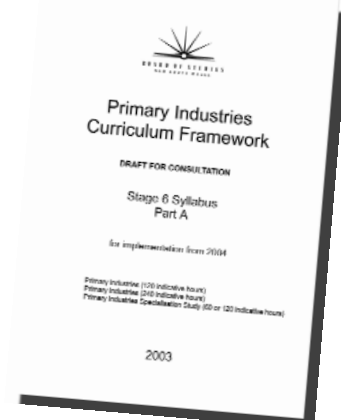 BOARD OF STUDIES
NEW SOUTH WALES
Primary Industries
Curriculum Framework
DRAFT FOR CONSULTATION
Stage 6 Syllabus
Part A
for implementation from 2004
Primary Industries (120 indicative hours)
Primary Industries (240 indicative hours)
Primary Industries Specialisation Study (60 or 120 indicative hours)
2003